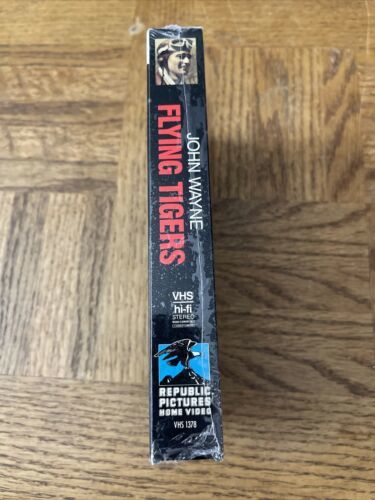 JOHN WAYNE
FLYING TIGERS
VHS
hi-fi
STEREO
REPUBLIC
PICTURES
HOME VIDEO
VHS 1378